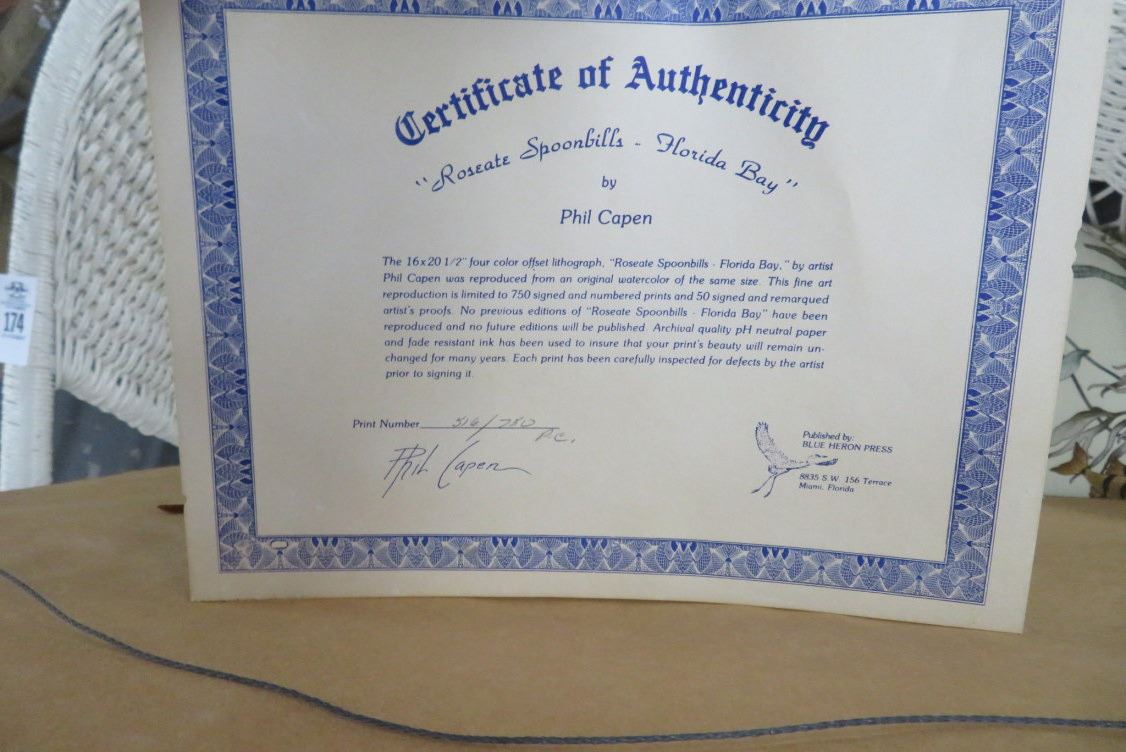 Certificate of Authenticity
"Roseate Spoonbills - Florida Bay"
by
Phil Capen
The 16x20 1/2" four color offset lithograph, "Roseate Spoonbills - Florida Bay," by artist
Phil Capen was reproduced from an original watercolor of the same size. This fine art
reproduction is limited to 750 signed and numbered prints and 50 signed and remarqued
artist's proofs. No previous editions of "Roseate Spoonbills - Florida Bay" have been
reproduced and no future editions will be published. Archival quality pH neutral paper
and fade resistant ink has been used to insure that your print's beauty will remain un-
changed for many years. Each print has been carefully inspected for defects by the artist
prior to signing it.
Print Number 516/750
P.C.
Phil Capen
Published by:
BLUE HERON PRESS
8835 S.W. 156 Terrace
Miami, Florida
174